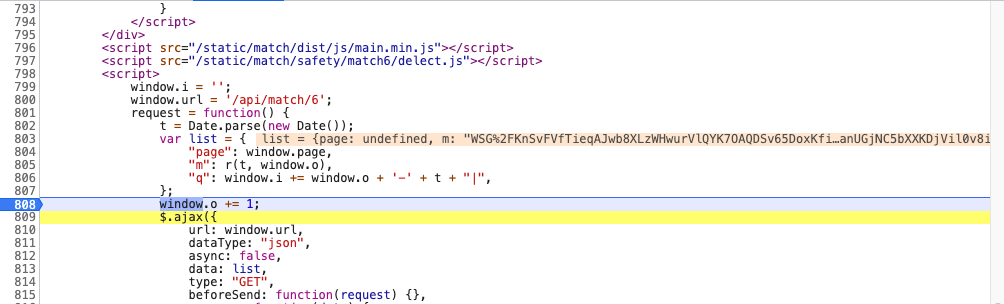 793 }
794 </script>
795 </div>
796 <script src="/static/match/dist/js/main.min.js"></script>
797 <script src="/static/match/safety/match6/delect.js"></script>
798 <script>
799 window.i = '';
800 window.url = '/api/match/6';
801 request = function() {
802 t = Date.parse(new Date());
803 var list = { list = {page: undefined, m: "WSG%2FKnSvFVfTieqAJwb8XLzWHwurVlQYK7OAQDSv65DoxKfi…anUGjNC5bXXKDjVil0v8i
804 "page": window.page,
805 "m": r(t, window.o),
806 "q": window.i += window.o + '-' + t + "|",
807 };
808 window.o += 1;
809 $.ajax({
810 url: window.url,
811 dataType: "json",
812 async: false,
813 data: list,
814 type: "GET",
815 beforeSend: function(request) {},